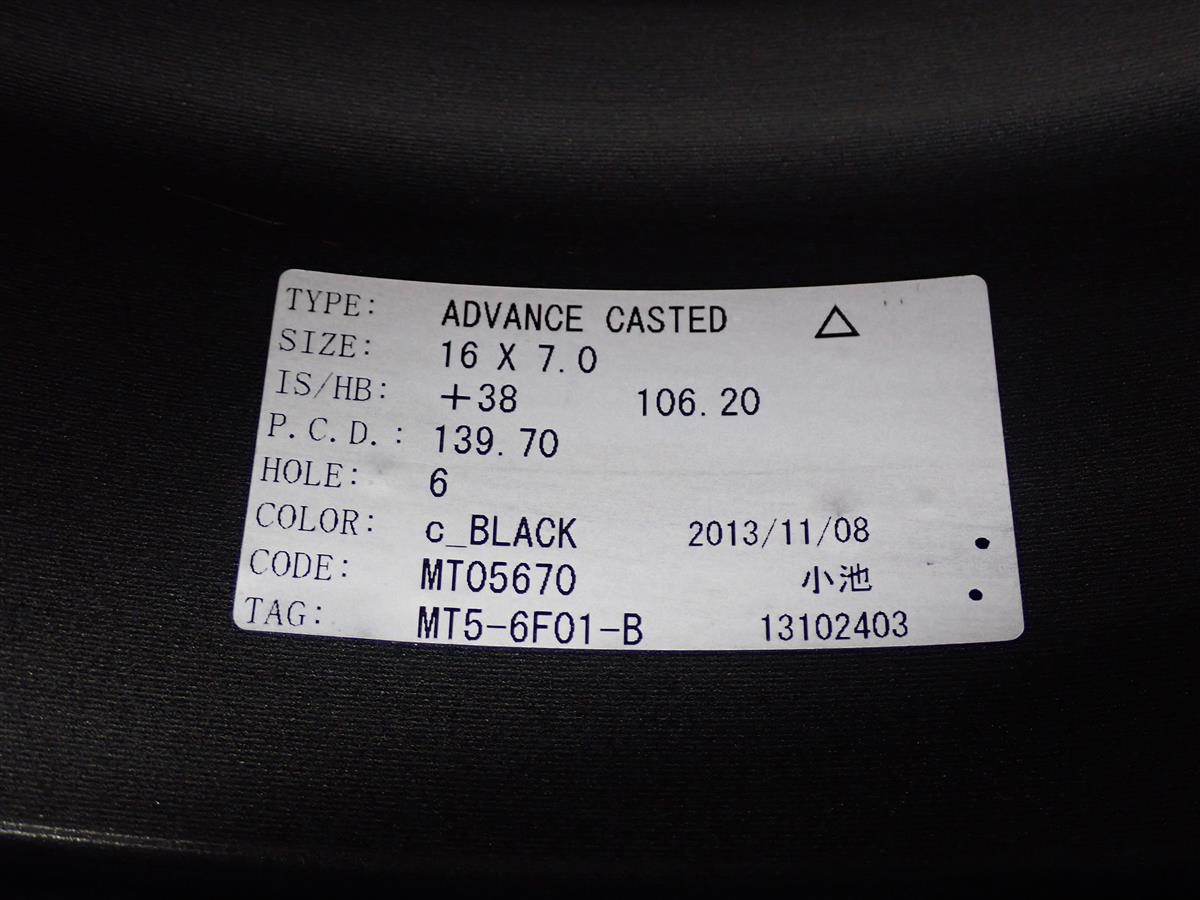 TYPE: ADVANCE CASTED △
SIZE: 16 X 7.0
IS/HB: +38 106.20
P.C.D.: 139.70
HOLE: 6
COLOR: c_BLACK 2013/11/08
CODE: MT05670 小池
TAG: MT5-6F01-B 13102403